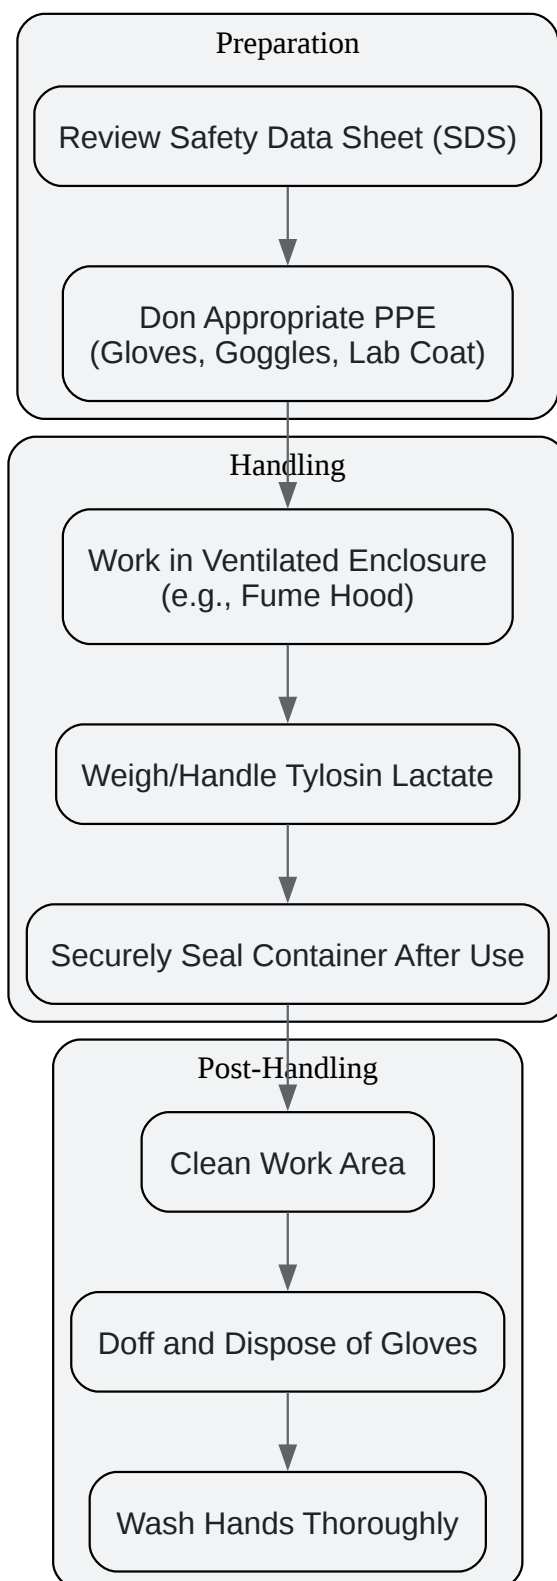 Preparation
Review Safety Data Sheet (SDS)
Don Appropriate PPE
(Gloves, Goggles, Lab Coat)
Handling
Work in Ventilated Enclosure
(e.g., Fume Hood)
Weigh/Handle Tylosin Lactate
Securely Seal Container After Use
Post-Handling
Clean Work Area
Doff and Dispose of Gloves
Wash Hands Thoroughly